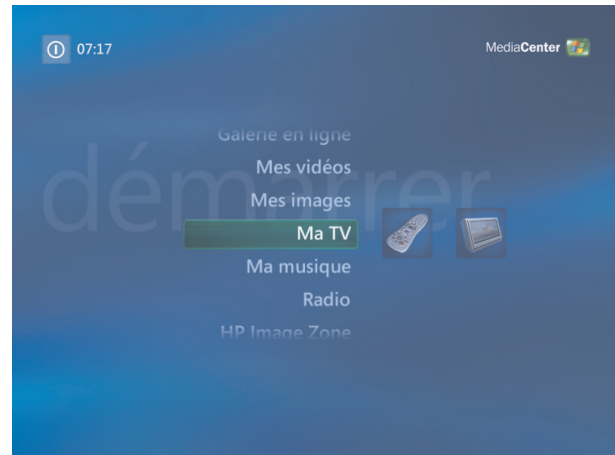 07:17
MediaCenter
démarrer
Galerie en ligne
Mes vidéos
Mes images
Ma TV
Ma musique
Radio
HP Image Zone